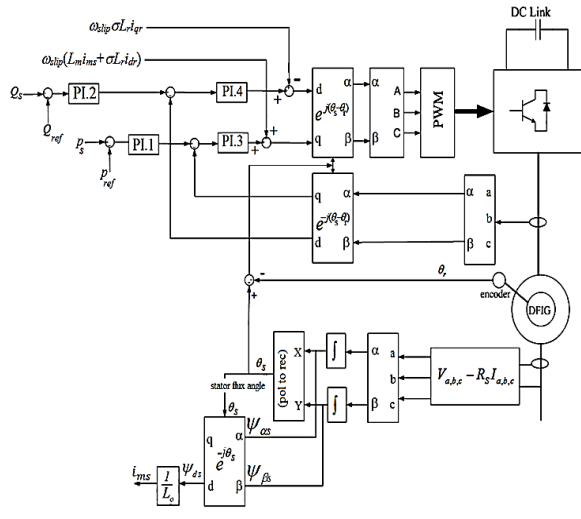 DC Link
ω_slip σL_r i_qr
ω_slip(L_m i_ms + σL_r i_dr)
Q_s
PI.2
PI.4
-
+
Q_ref
p_s
PI.1
PI.3
+
+
p_ref
d
q
e^j(θ_s-θ_r)
α
β
α
β
A
B
C
PWM
q
d
e^-j(θ_s-θ_r)
α
β
α
β
a
b
c
-
+
θ_r
encoder
DFIG
θ_s
stator flux angle
θ_s
(pol to rec)
X
Y
∫
∫
α
β
a
b
c
V_a,b,c − R_S I_a,b,c
ψ_αs
ψ_βs
q
d
e^-jθ_s
α
β
ψ_ds
1/L_o
i_ms